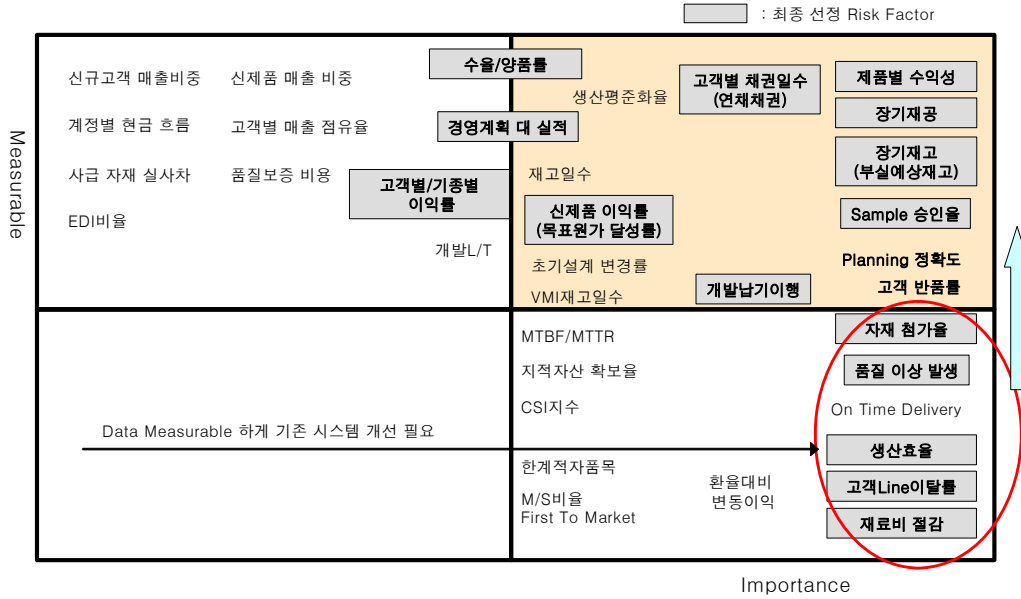 : 최종 선정 Risk Factor
Measurable
신규고객 매출비중
신제품 매출 비중
수율/양품률
계정별 현금 흐름
고객별 매출 점유율
경영계획 대 실적
사급 자재 실사차
품질보증 비용
고객별/기종별
이익률
EDI비율
개발L/T
생산평준화율
고객별 채권일수
(연채채권)
제품별 수익성
장기재공
재고일수
장기재고
(부실예상재고)
신제품 이익률
(목표원가 달성률)
Sample 승인율
초기설계 변경률
Planning 정확도
VMI재고일수
개발납기이행
고객 반품률
Data Measurable 하게 기존 시스템 개선 필요
MTBF/MTTR
자재 첨가율
지적자산 확보율
품질 이상 발생
CSI지수
On Time Delivery
생산효율
한계적자품목
환율대비
변동이익
고객Line이탈률
M/S비율
First To Market
재료비 절감
Importance